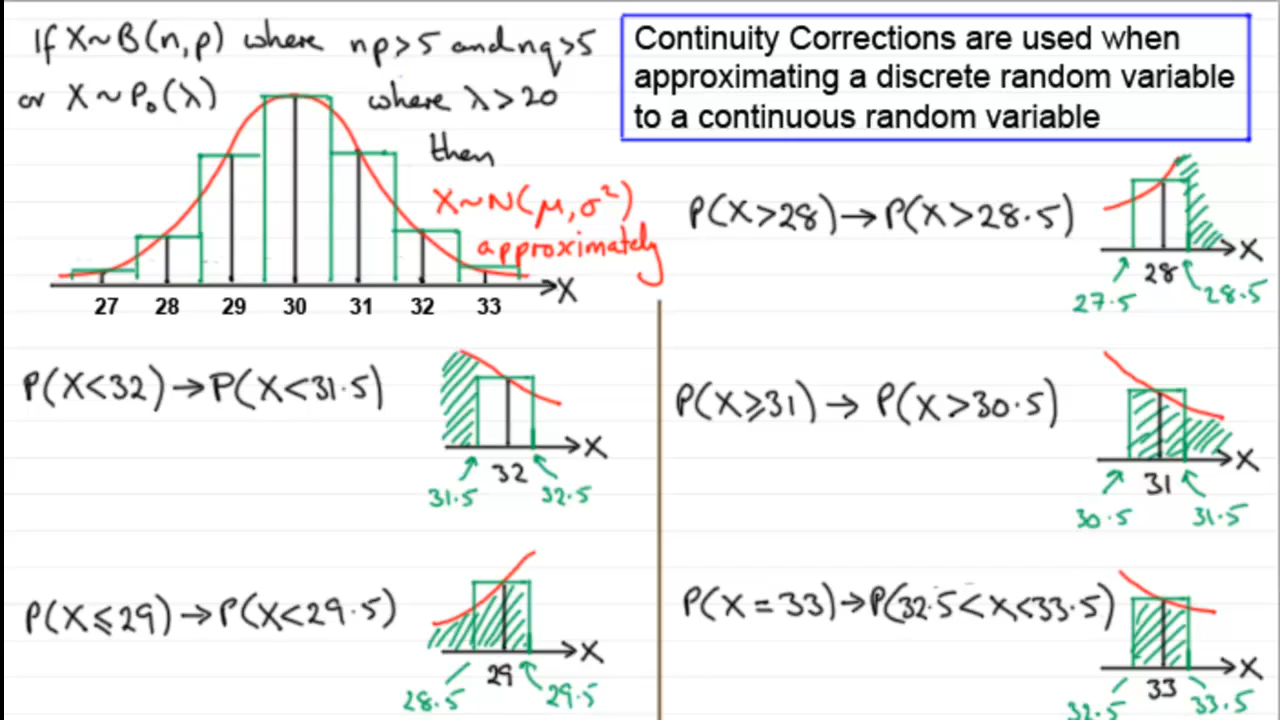 If X~B(n,p) where np>5 and nq>5
or X~Po(λ) where λ>20
then
X~N(μ,σ²)
approximately
27 28 29 30 31 32 33 X
Continuity Corrections are used when
approximating a discrete random variable
to a continuous random variable
P(X>28)→P(X>28.5)
X
28
27.5 28.5
P(X<32)→P(X<31.5)
X
32
31.5 32.5
P(X≥31)→P(X>30.5)
X
31
30.5 31.5
P(X≤29)→P(X<29.5)
X
29
28.5 29.5
P(X=33)→P(32.5<X<33.5)
X
33
32.5 33.5